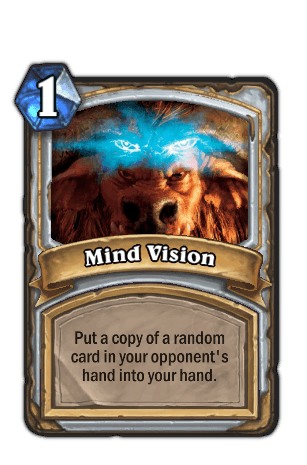 1
Mind Vision
Put a copy of a random
card in your opponent's
hand into your hand.